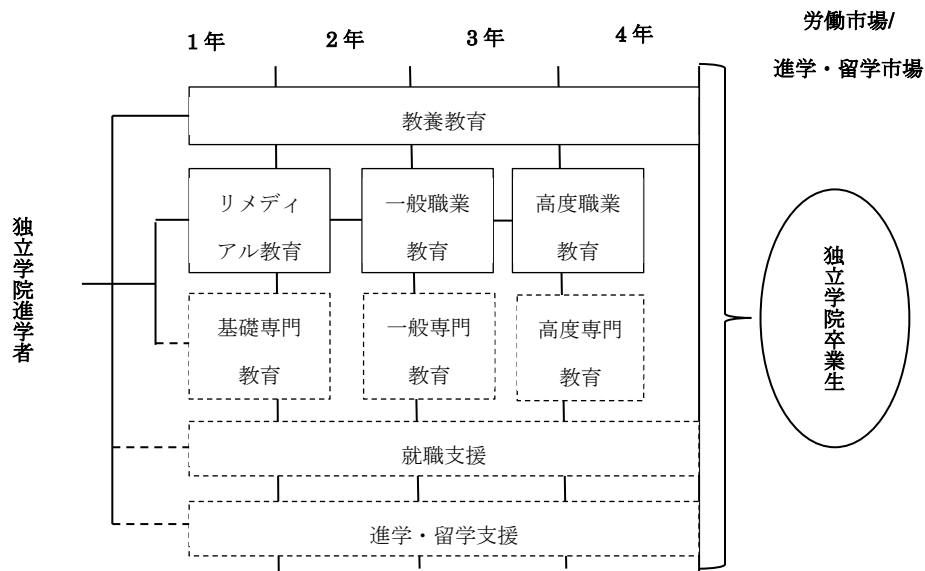 労働市場/
進学・留学市場
1年 2年 3年 4年
教養教育
リメディ
アル教育
一般職業
教育
高度職業
教育
独立学院進学者
基礎専門
教育
一般専門
教育
高度専門
教育
独立学院卒業生
就職支援
進学・留学支援